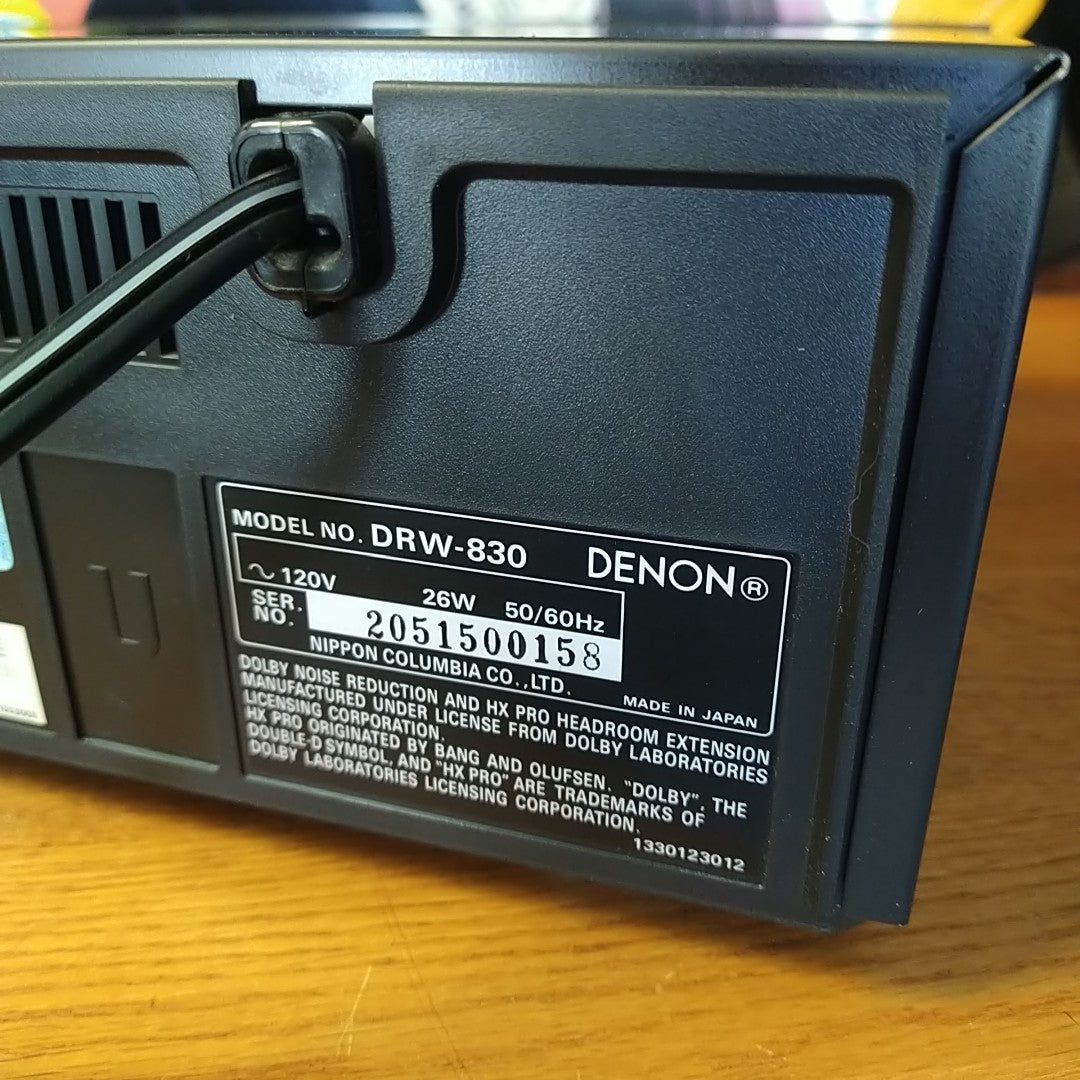 MODEL NO. DRW-830 DENON®
~ 120V 26W 50/60Hz
SER. NO. 2051500158
NIPPON COLUMBIA CO.,LTD.
MADE IN JAPAN
DOLBY NOISE REDUCTION AND HX PRO HEADROOM EXTENSION
MANUFACTURED UNDER LICENSE FROM DOLBY LABORATORIES
LICENSING CORPORATION.
HX PRO ORIGINATED BY BANG AND OLUFSEN. "DOLBY", THE
DOUBLE-D SYMBOL, AND "HX PRO" ARE TRADEMARKS OF
DOLBY LABORATORIES LICENSING CORPORATION.
1330123012